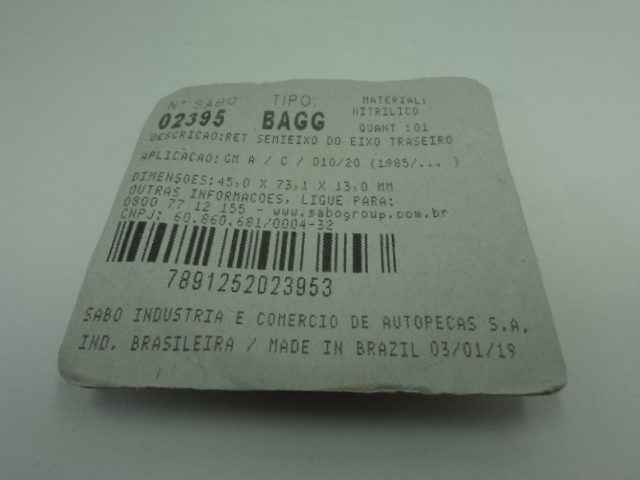 Nº SABO TIPO: MATERIAL:
02395 BAGG NITRILICO
QUANT :01
DESCRICAO:RET SEMIEIXO DO EIXO TRASEIRO
APLICACAO:GM A / C / D10/20 (1985/... )
DIMENSOES:45,0 X 73,1 X 13,0 MM
OUTRAS INFORMACOES, LIGUE PARA:
0800 77 12 155 - www.sabogroup.com.br
CNPJ: 60.860.681/0004-32
7891252023953
SABO INDUSTRIA E COMERCIO DE AUTOPECAS S.A.
IND. BRASILEIRA / MADE IN BRAZIL 03/01/19